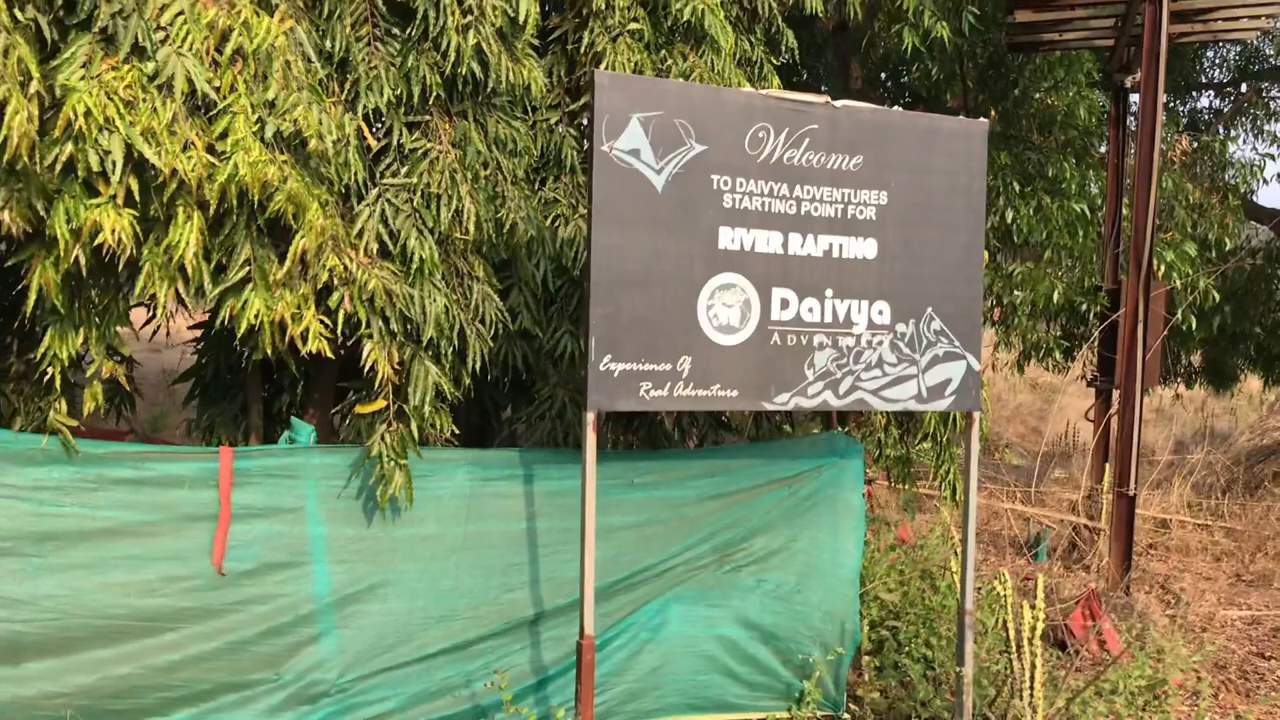 Welcome
TO DAIVYA ADVENTURES
STARTING POINT FOR
RIVER RAFTING
Daivya
ADVENTURES
Experience Of
Real Adventure